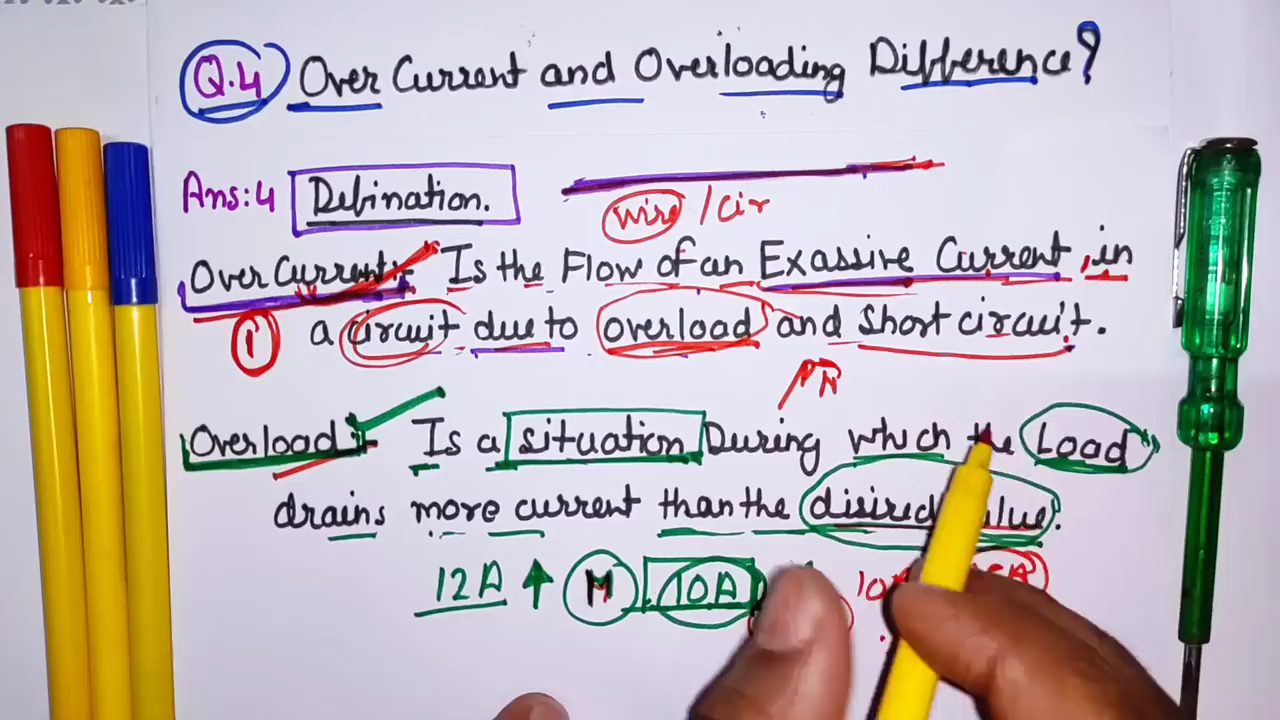 Q.4 Over Current and Overloading Difference?
Ans:4 Defination.
wire/cir
Over Current:- Is the Flow of an Exassive Current, in
1 a circuit due to overload and short circuit.
Overload:- Is a situation During which the Load
drains more current than the disired value.
12A M 10A